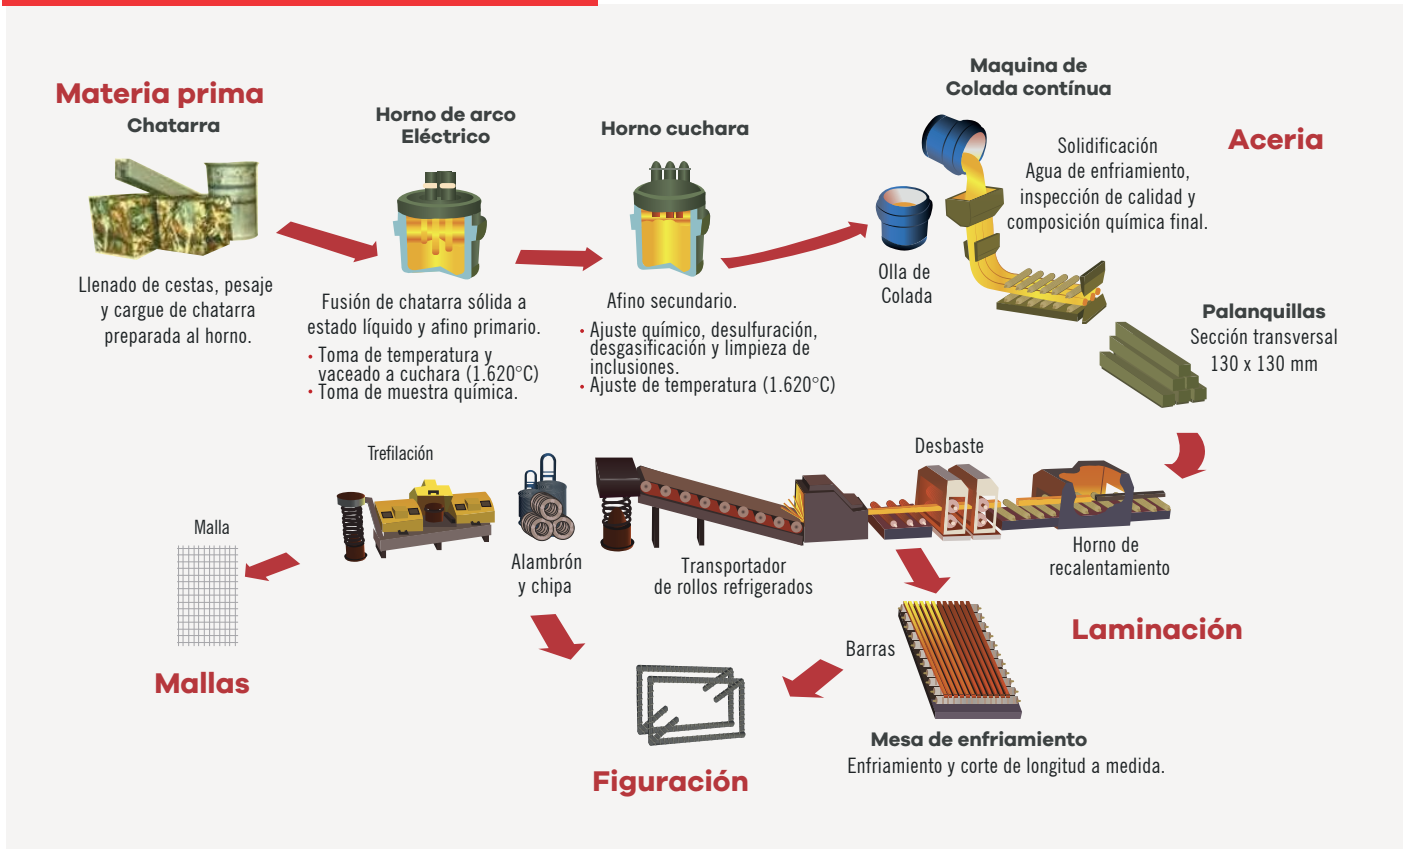 Materia prima
Chatarra
Llenado de cestas, pesaje
y cargue de chatarra
preparada al horno.
Horno de arco
Eléctrico
Fusión de chatarra sólida a
estado líquido y afino primario.
• Toma de temperatura y
vaceado a cuchara (1.620°C)
• Toma de muestra química.
Horno cuchara
Afino secundario.
• Ajuste químico, desulfuración,
desgasificación y limpieza de
inclusiones.
• Ajuste de temperatura (1.620°C)
Maquina de
Colada contínua
Olla de
Colada
Solidificación
Agua de enfriamiento,
inspección de calidad y
composición química final.
Aceria
Palanquillas
Sección transversal
130 x 130 mm
Horno de
recalentamiento
Desbaste
Laminación
Transportador
de rollos refrigerados
Alambrón
y chipa
Trefilación
Malla
Mallas
Barras
Mesa de enfriamiento
Enfriamiento y corte de longitud a medida.
Figuración